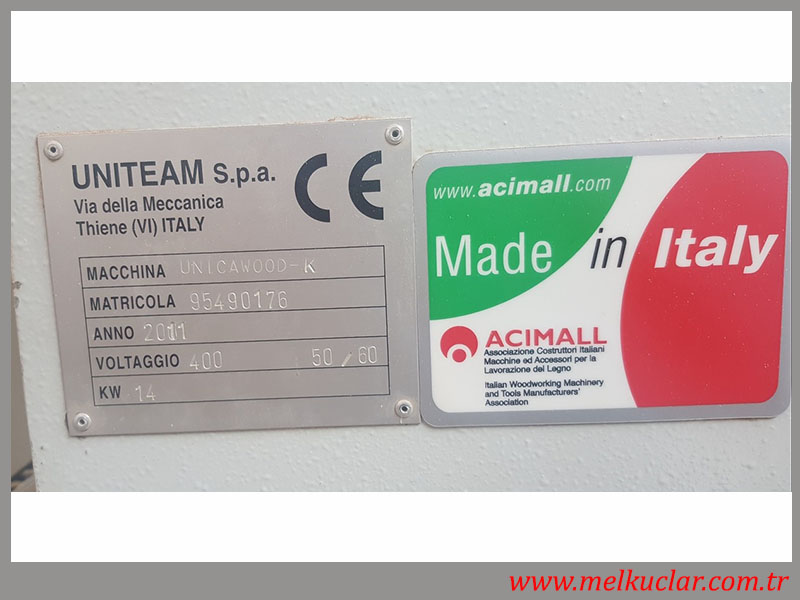 UNITEAM S.p.a.
Via della Meccanica
Thiene (VI) ITALY
CE
MACCHINA UNICAWOOD-K
MATRICOLA 95490176
ANNO 2011
VOLTAGGIO 400 50/60
KW 14
www.acimall.com
Made in Italy
ACIMALL
Associazione Costruttori Italiani
Macchine ed Accessori per la
Lavorazione del Legno
Italian Woodworking Machinery
and Tools Manufacturers'
Association
www.melkuclar.com.tr